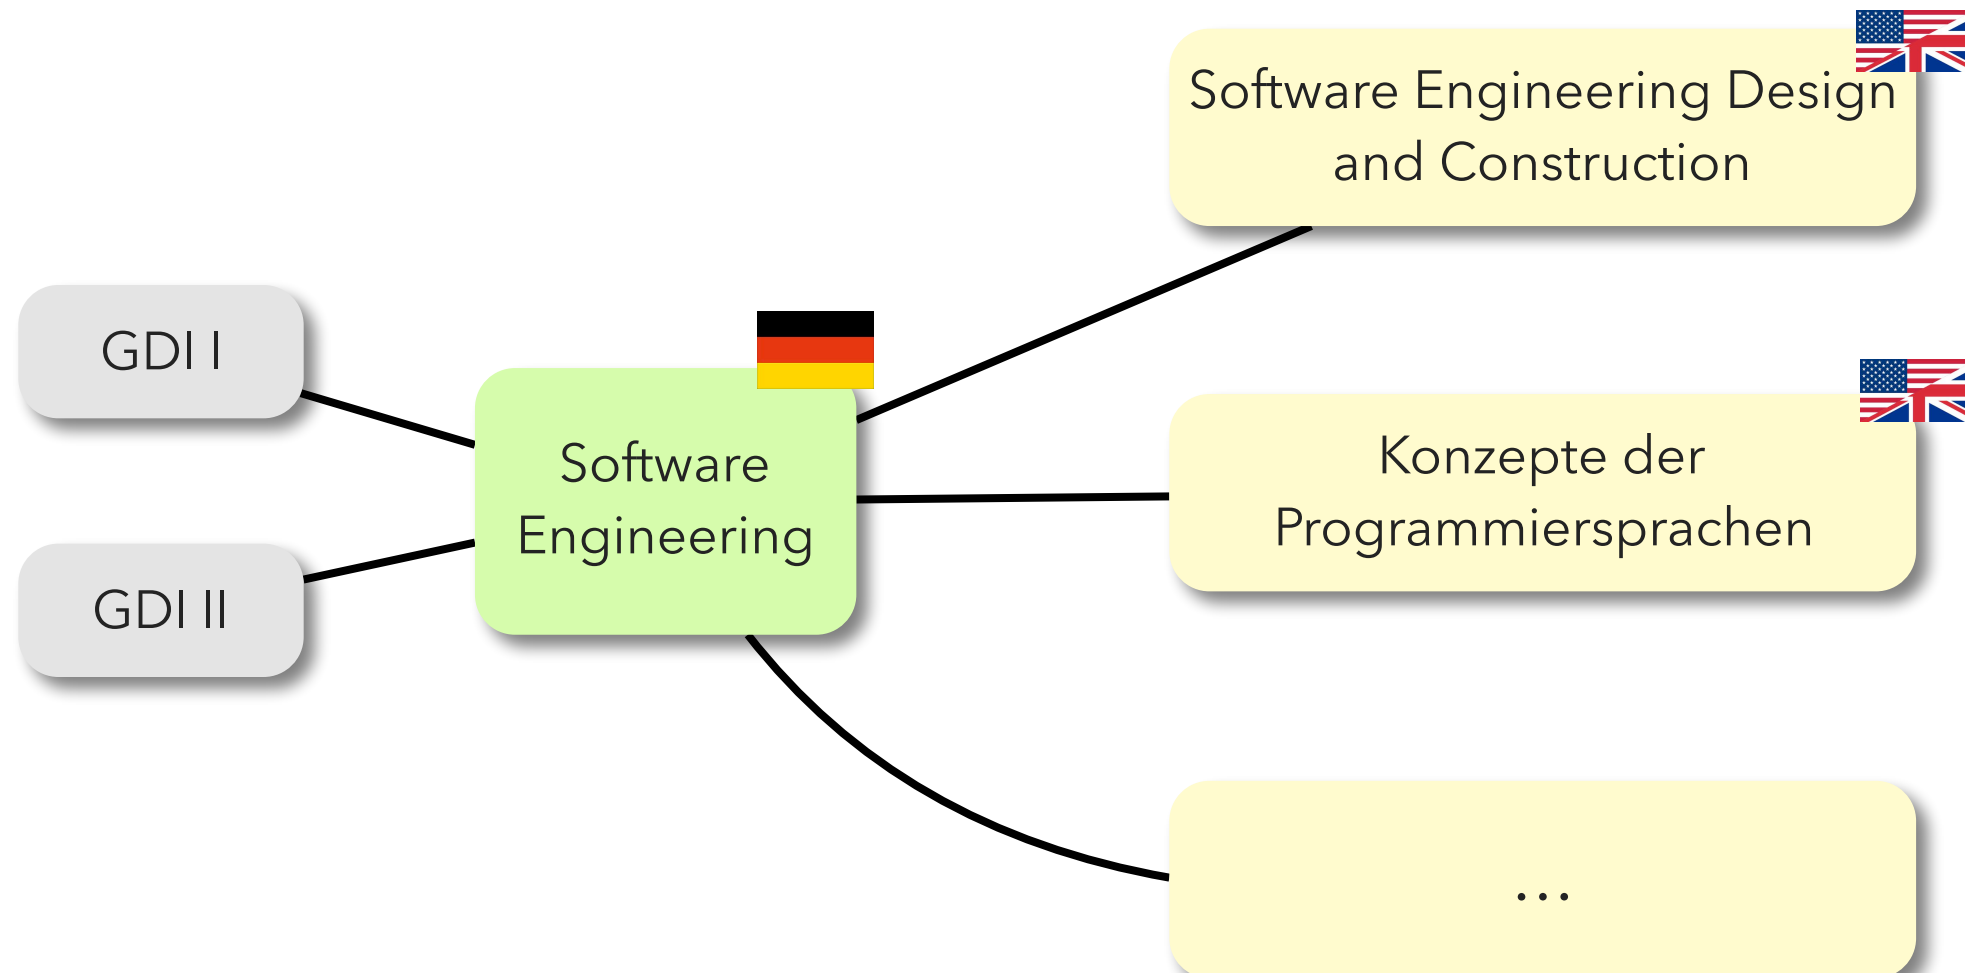 Software Engineering Design
and Construction
GDI I
Software
Engineering
Konzepte der
Programmiersprachen
GDI II
...